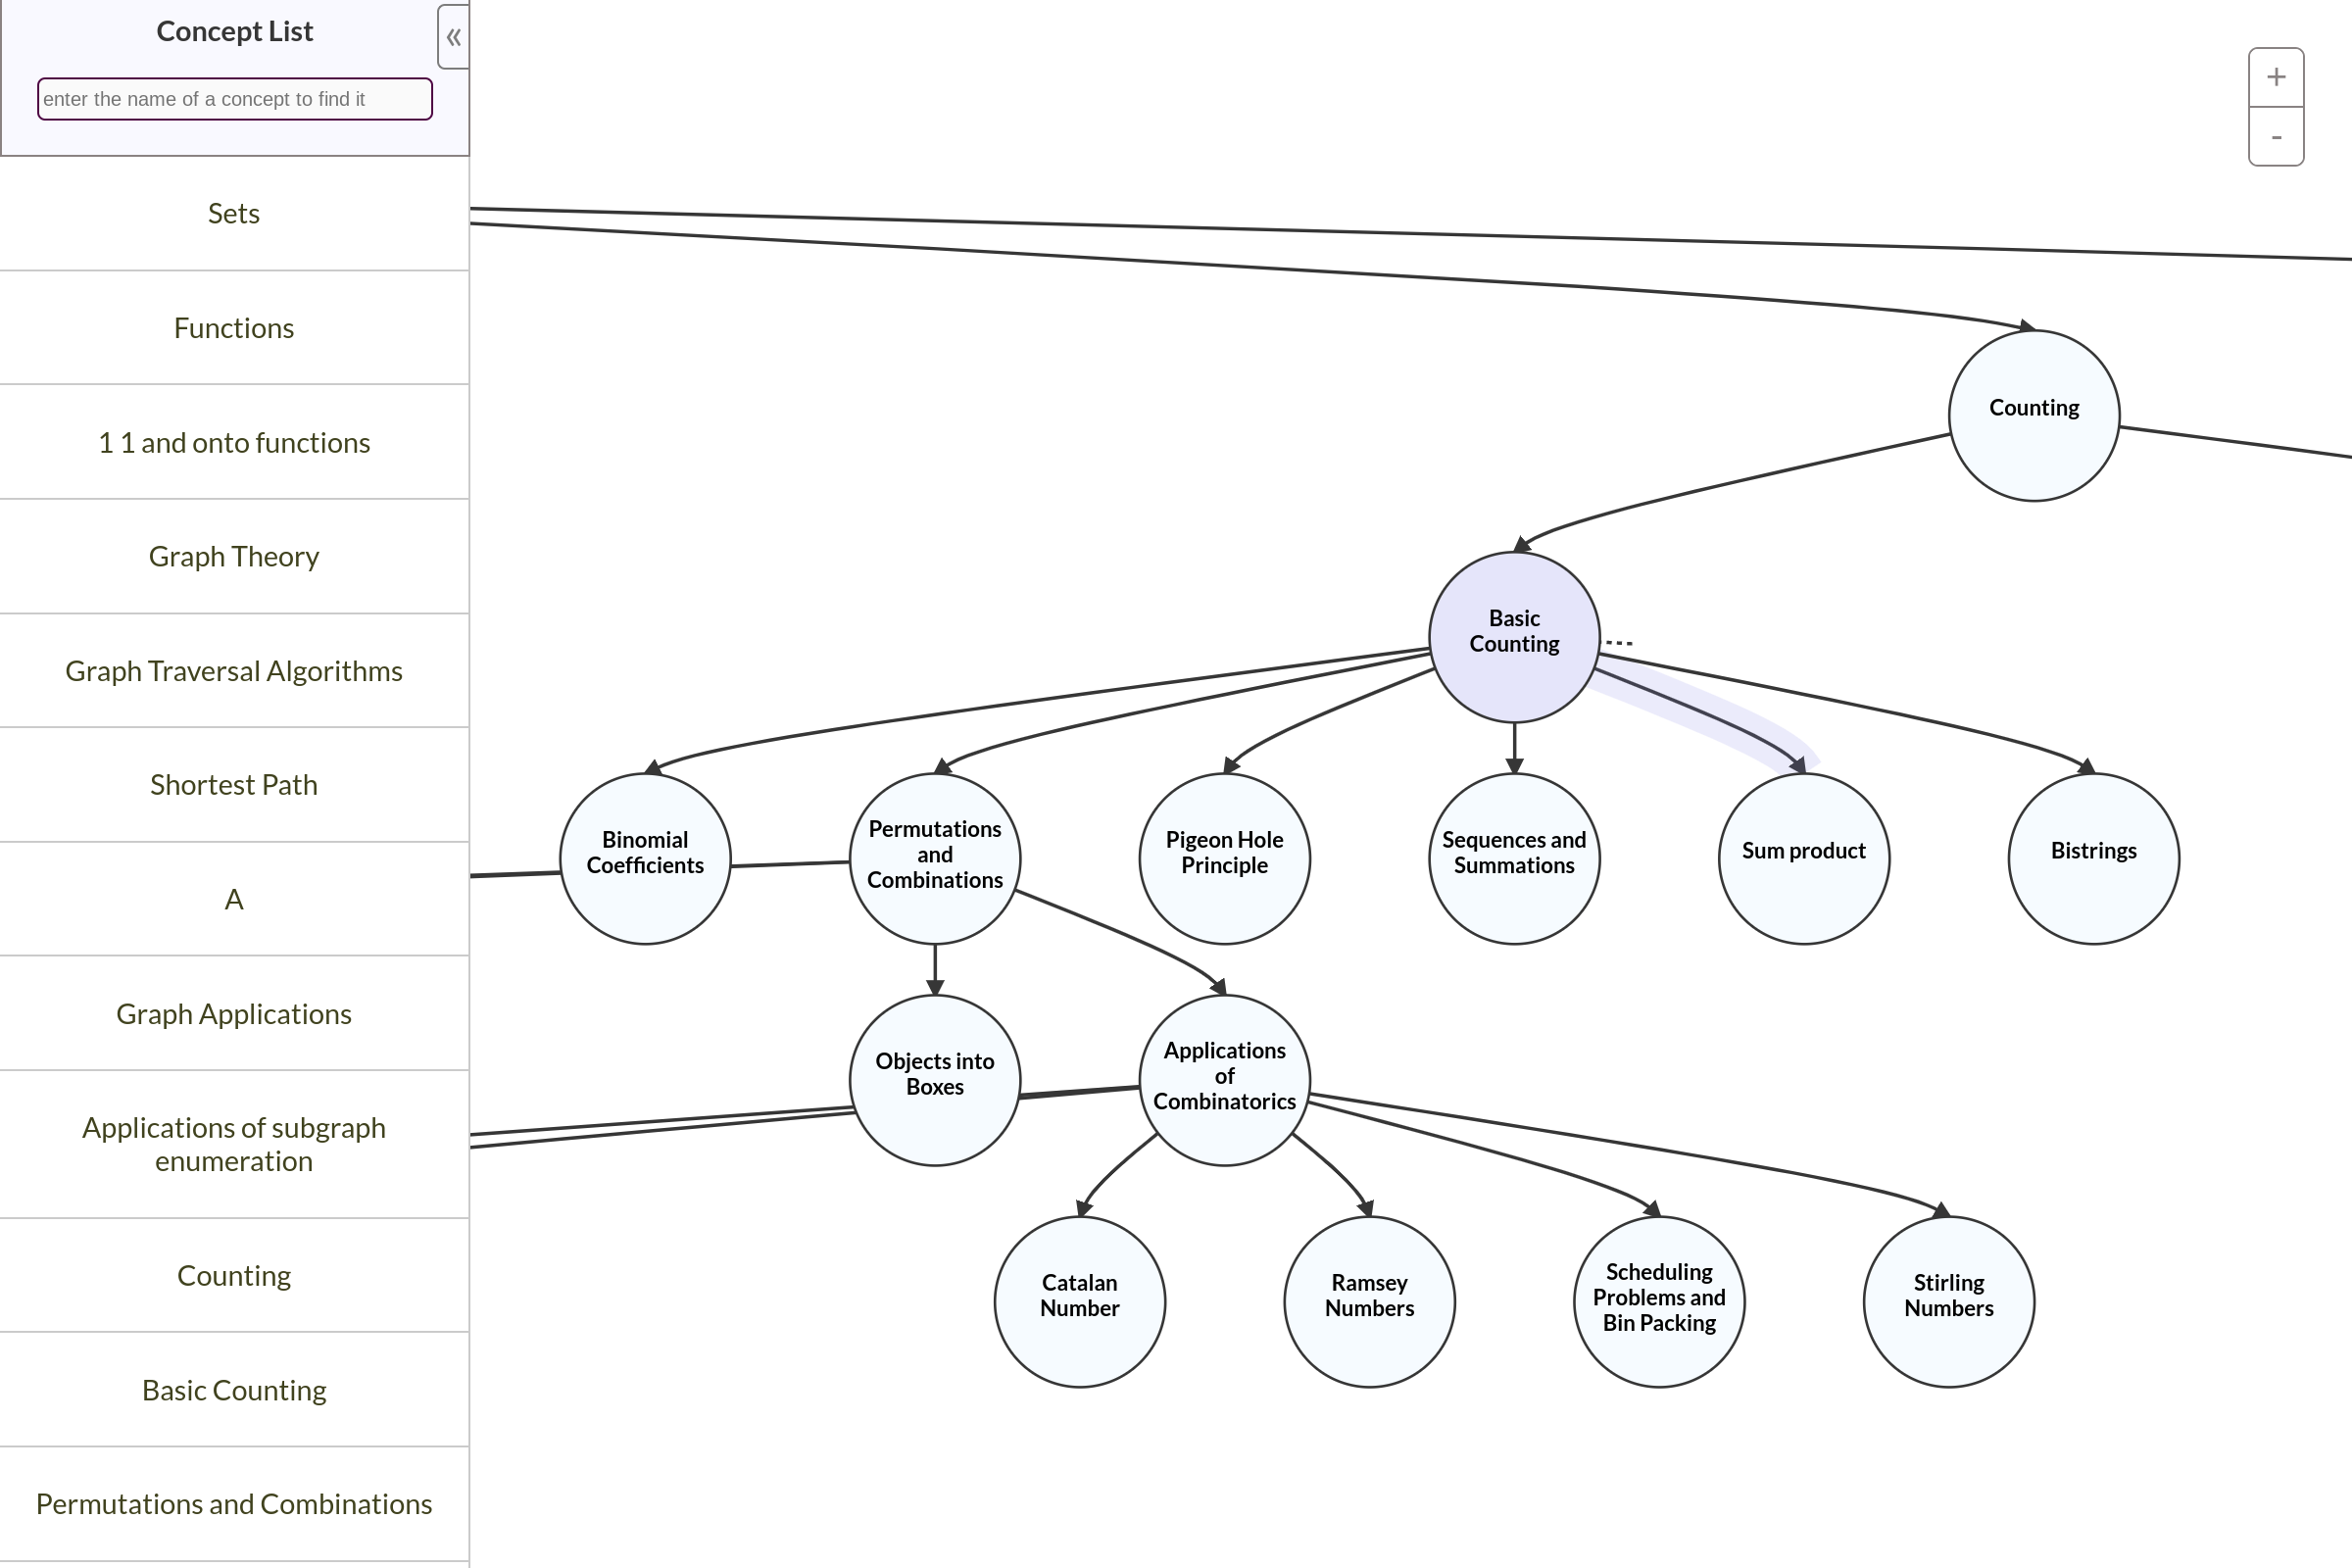 Concept List
«
enter the name of a concept to find it
Sets
Functions
1 1 and onto functions
Graph Theory
Graph Traversal Algorithms
Shortest Path
A
Graph Applications
Applications of subgraph
enumeration
Counting
Basic Counting
Permutations and Combinations
+
-
Counting
Basic
Counting
Binomial
Coefficients
Permutations
and
Combinations
Pigeon Hole
Principle
Sequences and
Summations
Sum product
Bistrings
Objects into
Boxes
Applications
of
Combinatorics
Catalan
Number
Ramsey
Numbers
Scheduling
Problems and
Bin Packing
Stirling
Numbers